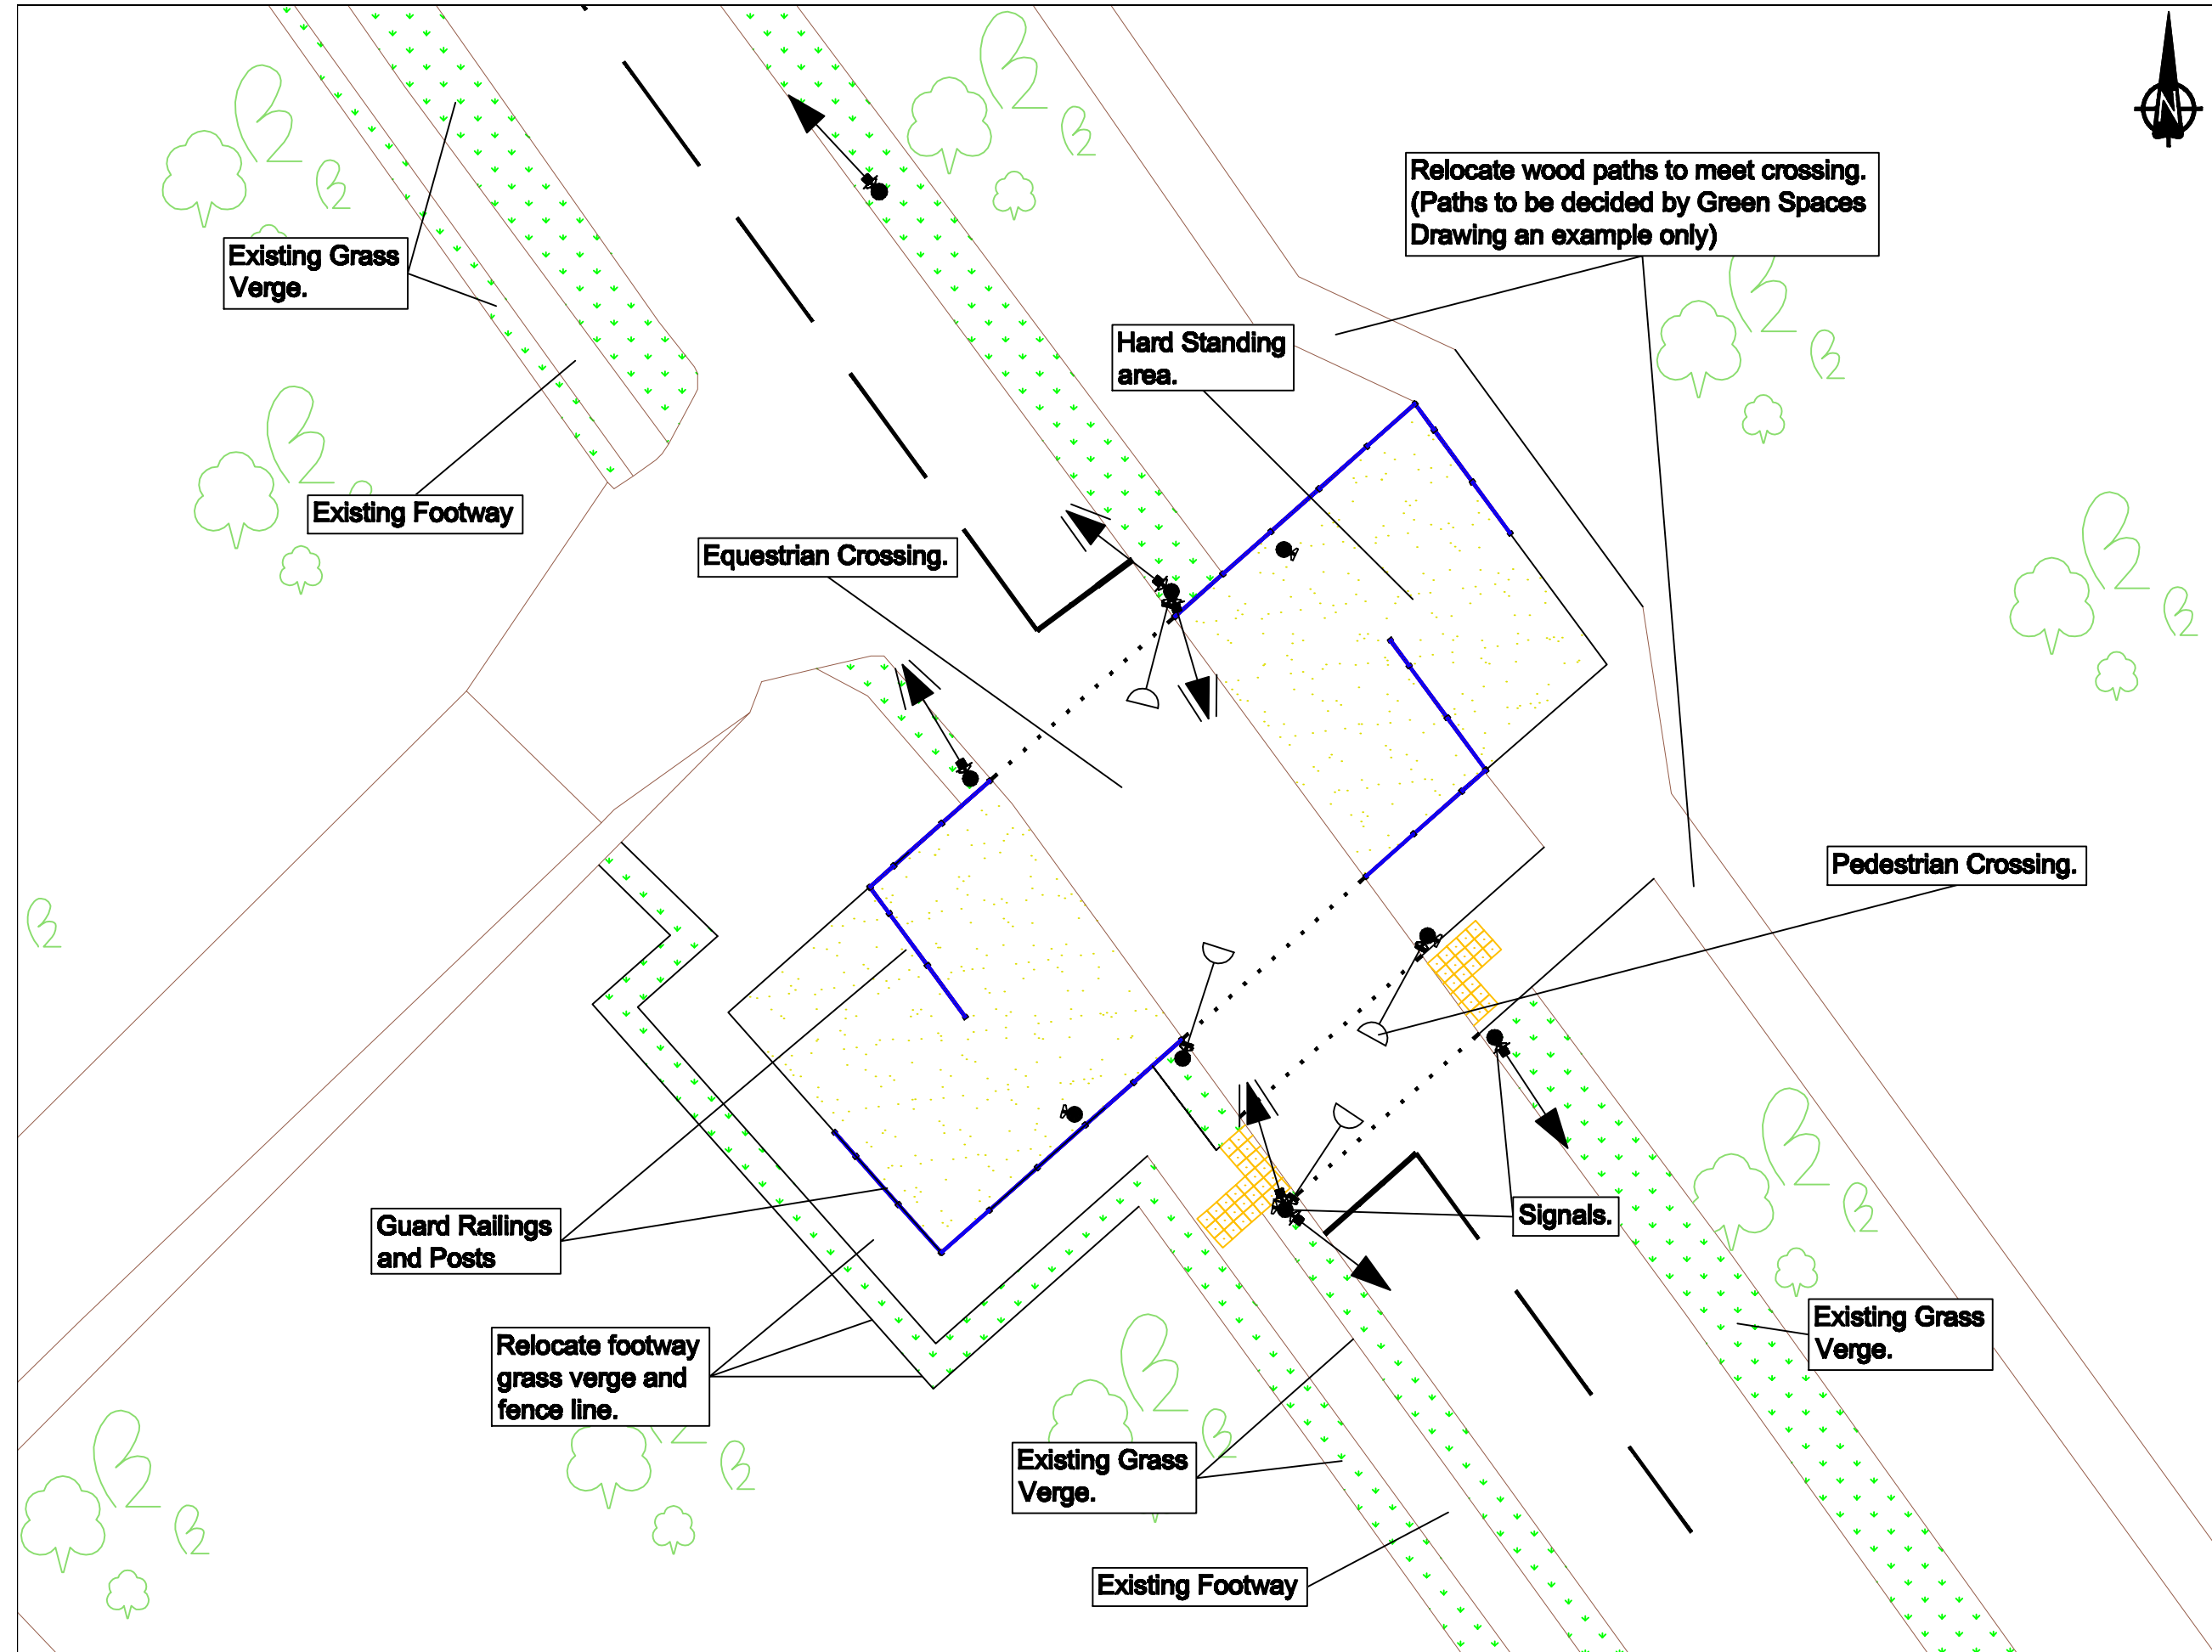 N
Relocate wood paths to meet crossing.
(Paths to be decided by Green Spaces
Drawing an example only)
Existing Grass
Verge.
Hard Standing
area.
Existing Footway
Equestrian Crossing.
Pedestrian Crossing.
Guard Railings
and Posts
Signals.
Relocate footway
grass verge and
fence line.
Existing Grass
Verge.
Existing Grass
Verge.
Existing Footway